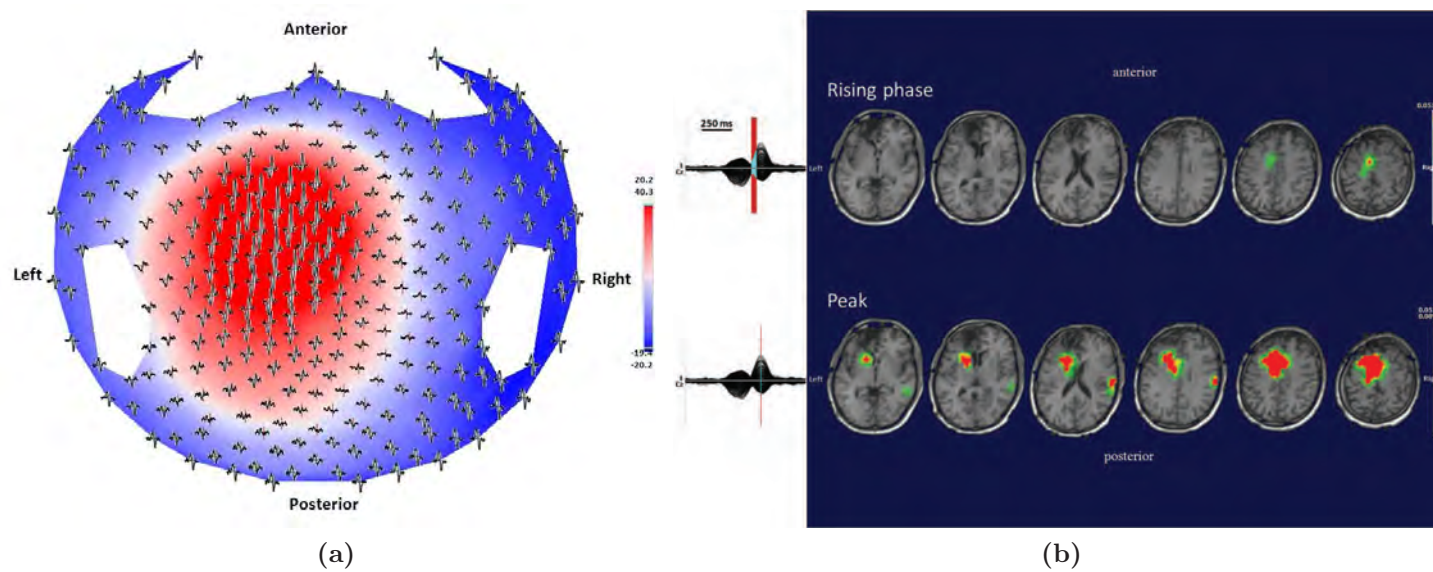 Anterior
Left
Right
Posterior
20.2
40.3
-19.4
-20.2
(a)
250 ms
anterior
Rising phase
Left
Peak
Left
posterior
(b)